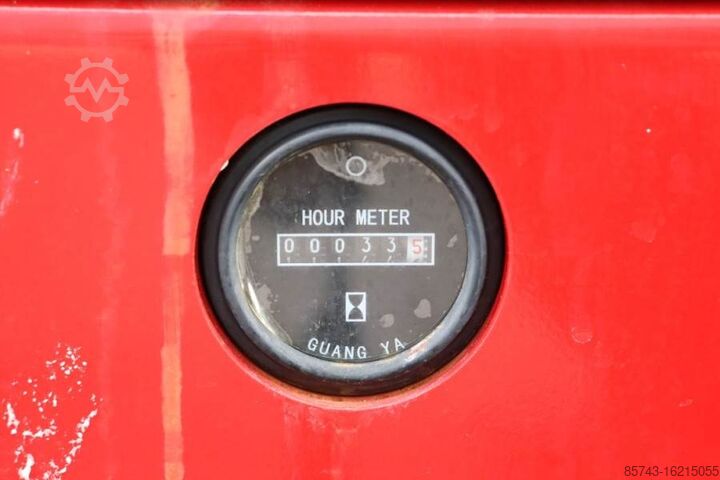 HOUR METER
000335
GUANG YA
85743-16215055